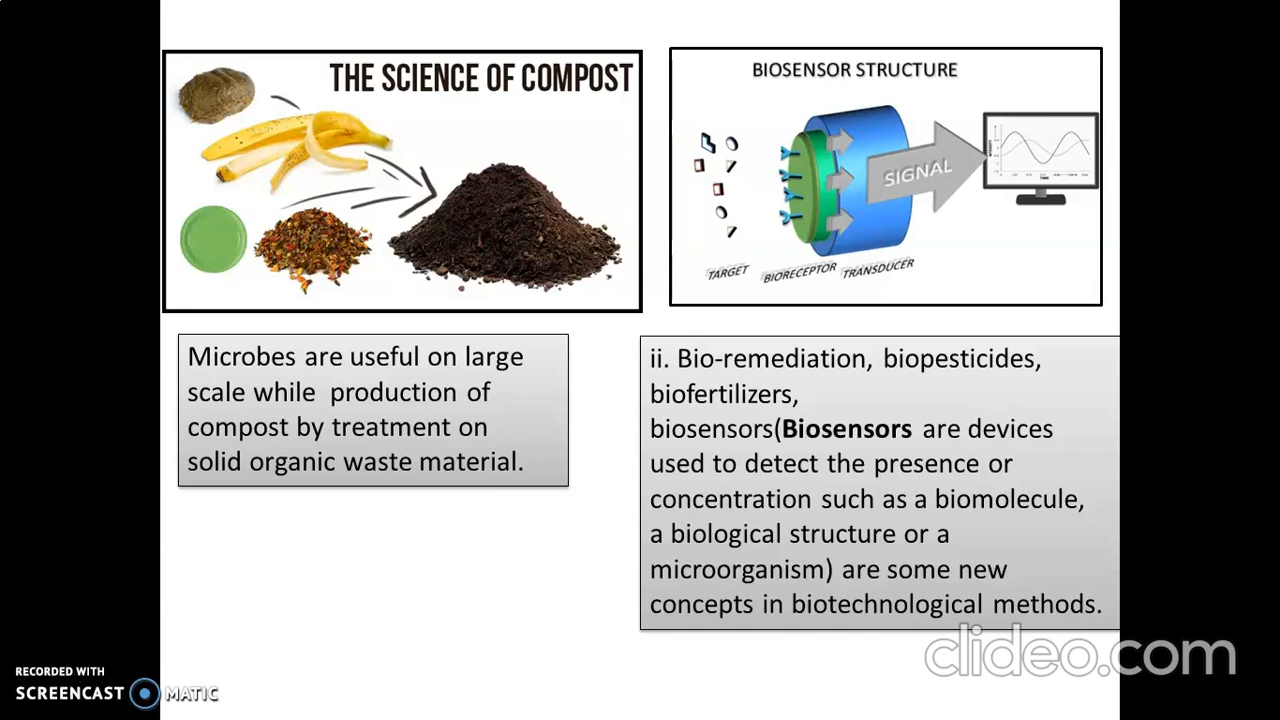 THE SCIENCE OF COMPOST
BIOSENSOR STRUCTURE
SIGNAL
TARGET
BIORECEPTOR
TRANSDUCER
TIME
Microbes are useful on large
scale while production of
compost by treatment on
solid organic waste material.
ii. Bio-remediation, biopesticides,
biofertilizers,
biosensors(Biosensors are devices
used to detect the presence or
concentration such as a biomolecule,
a biological structure or a
microorganism) are some new
concepts in biotechnological methods.
clideo.com
RECORDED WITH
SCREENCAST MATIC